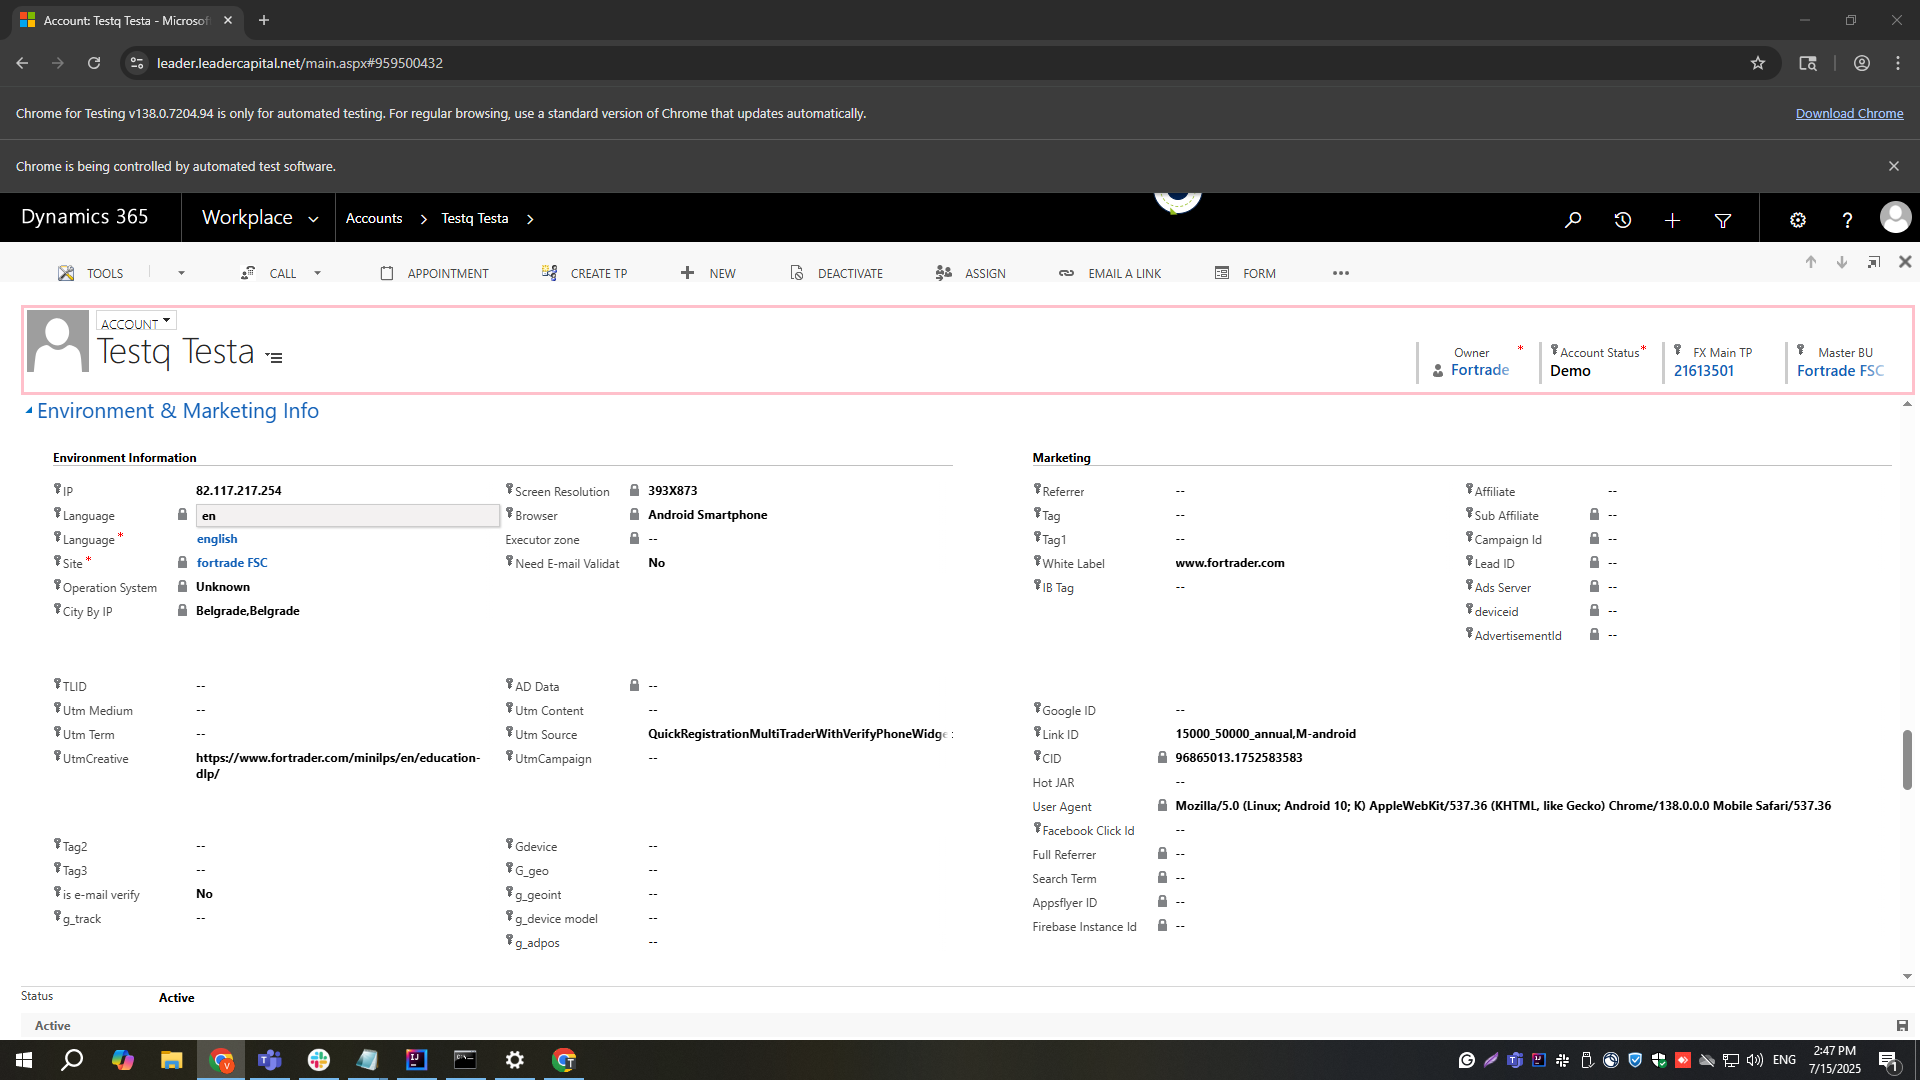 Account: Testq Testa - Microsof
leader.leadercapital.net/main.aspx#959500432
Chrome for Testing v138.0.7204.94 is only for automated testing. For regular browsing, use a standard version of Chrome that updates automatically.
Download Chrome
Chrome is being controlled by automated test software.
Dynamics 365
Workplace
Accounts
Testq Testa
TOOLS
CALL
APPOINTMENT
CREATE TP
NEW
DEACTIVATE
ASSIGN
EMAIL A LINK
FORM
ACCOUNT
Testq Testa
Owner *
Fortrade
Account Status *
Demo
FX Main TP
21613501
Master BU
Fortrade FSC
Environment & Marketing Info
Environment Information
IP 82.117.217.254
Language en
Language * english
Site * fortrade FSC
Operation System Unknown
City By IP Belgrade,Belgrade
Screen Resolution 393X873
Browser Android Smartphone
Executor zone --
Need E-mail Validat No
Marketing
Referrer --
Tag --
Tag1 --
White Label www.fortrader.com
IB Tag --
Affiliate --
Sub Affiliate --
Campaign Id --
Lead ID --
Ads Server --
deviceid --
AdvertisementId --
TLID --
Utm Medium --
Utm Term --
UtmCreative https://www.fortrader.com/minilps/en/education-
dlp/
AD Data --
Utm Content --
Utm Source QuickRegistrationMultiTraderWithVerifyPhoneWidge
UtmCampaign --
Google ID --
Link ID 15000_50000_annual,M-android
CID 96865013.1752583583
Hot JAR --
User Agent Mozilla/5.0 (Linux; Android 10; K) AppleWebKit/537.36 (KHTML, like Gecko) Chrome/138.0.0.0 Mobile Safari/537.36
Facebook Click Id --
Full Referrer --
Search Term --
Appsflyer ID --
Firebase Instance Id --
Tag2 --
Tag3 --
is e-mail verify No
g_track --
Gdevice --
G_geo --
g_geoint --
g_device model --
g_adpos --
Status Active
Active
ENG
2:47 PM
7/15/2025
1